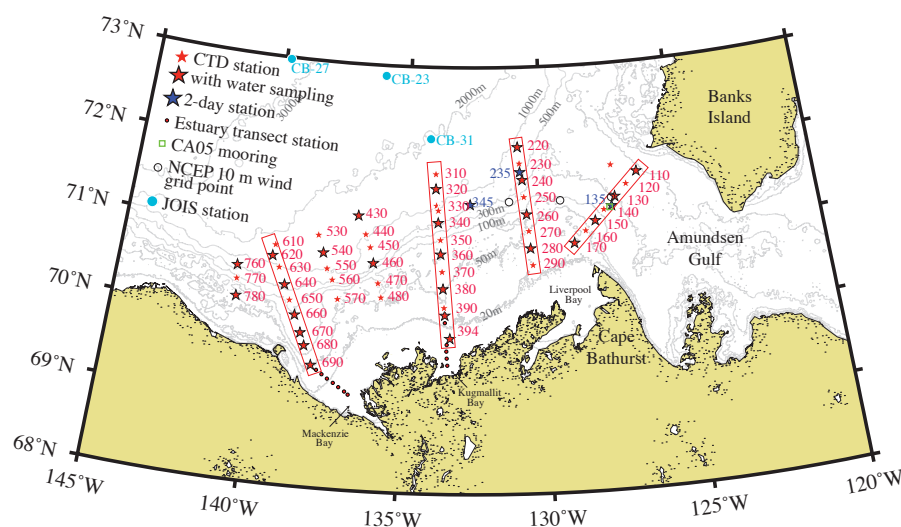 73°N
72°N
71°N
70°N
69°N
68°N
145°W
140°W
135°W
130°W
125°W
120°W
CTD station
with water sampling
2-day station
Estuary transect station
CA05 mooring
NCEP 10 m wind
grid point
JOIS station
CB-27
CB-23
CB-31
3000m
2000m
1000m
500m
300m
100m
50m
20m
Banks
Island
Amundsen
Gulf
Cape
Bathurst
Liverpool
Bay
Kugmallit
Bay
Mackenzie
Bay
110
120
130
135
140
150
160
170
220
230
235
240
250
260
270
280
290
310
320
330
340
345
350
360
370
380
390
394
430
440
450
460
470
480
530
540
550
560
570
610
620
630
640
650
660
670
680
690
760
770
780